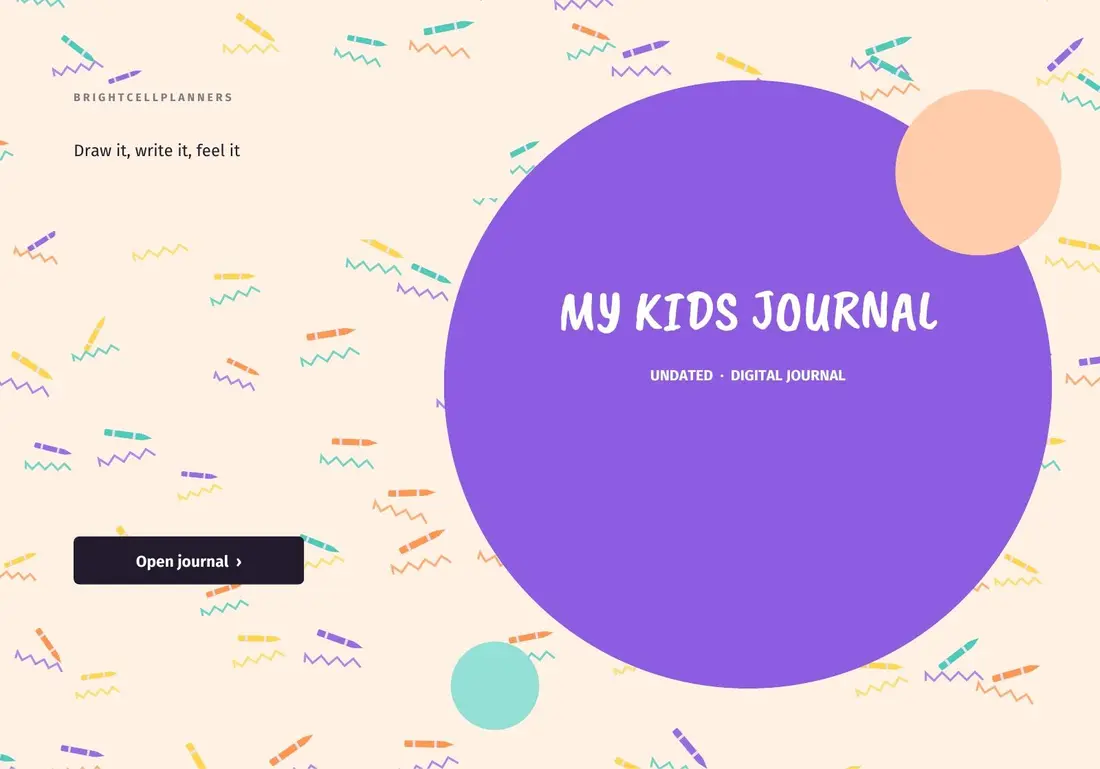 BRIGHTCELLPLANNERS
Draw it, write it, feel it
MY KIDS JOURNAL
UNDATED · DIGITAL JOURNAL
Open journal ›